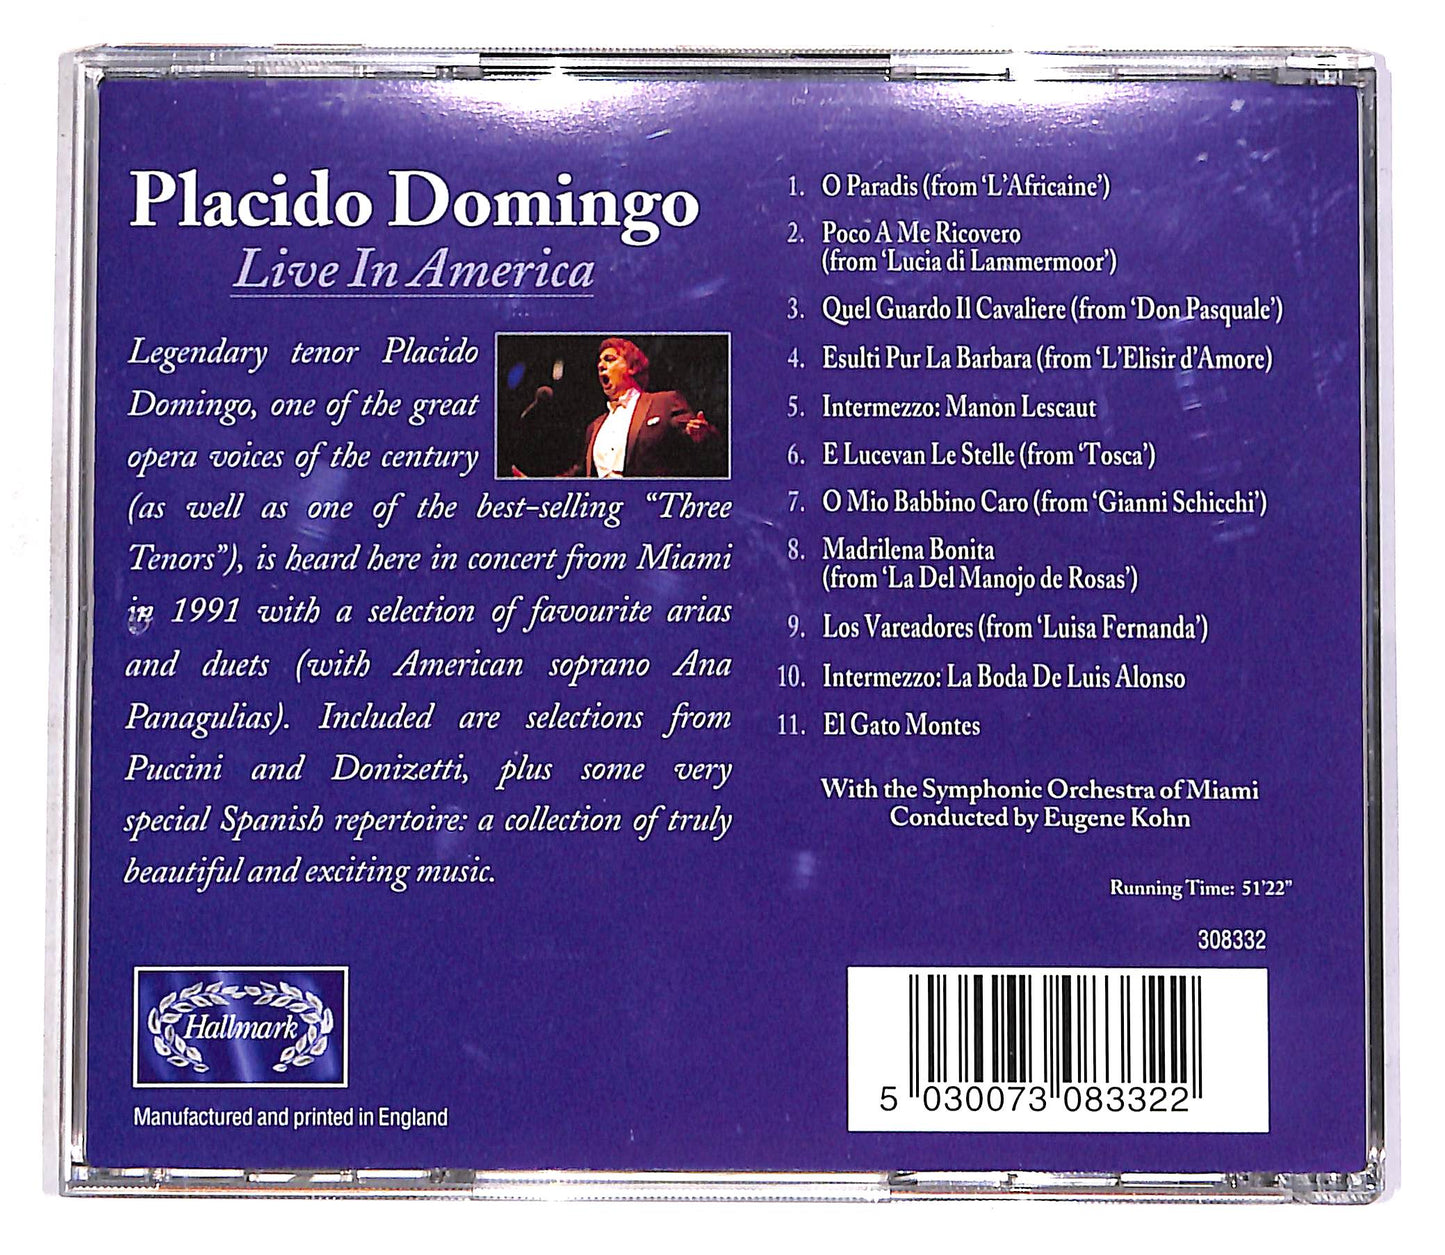 Placido Domingo
Live In America
Legendary tenor Placido
Domingo, one of the great
opera voices of the century
(as well as one of the best-selling “Three
Tenors”), is heard here in concert from Miami
in 1991 with a selection of favourite arias
and duets (with American soprano Ana
Panagulias). Included are selections from
Puccini and Donizetti, plus some very
special Spanish repertoire: a collection of truly
beautiful and exciting music.
Hallmark
Manufactured and printed in England
1. O Paradis (from ‘L’Africaine’)
2. Poco A Me Ricovero
(from ‘Lucia di Lammermoor’)
3. Quel Guardo Il Cavaliere (from ‘Don Pasquale’)
4. Esulti Pur La Barbara (from ‘L’Elisir d’Amore)
5. Intermezzo: Manon Lescaut
6. E Lucevan Le Stelle (from ‘Tosca’)
7. O Mio Babbino Caro (from ‘Gianni Schicchi’)
8. Madrilena Bonita
(from ‘La Del Manojo de Rosas’)
9. Los Vareadores (from ‘Luisa Fernanda’)
10. Intermezzo: La Boda De Luis Alonso
11. El Gato Montes
With the Symphonic Orchestra of Miami
Conducted by Eugene Kohn
Running Time: 51’22”
308332
5 030073 083322